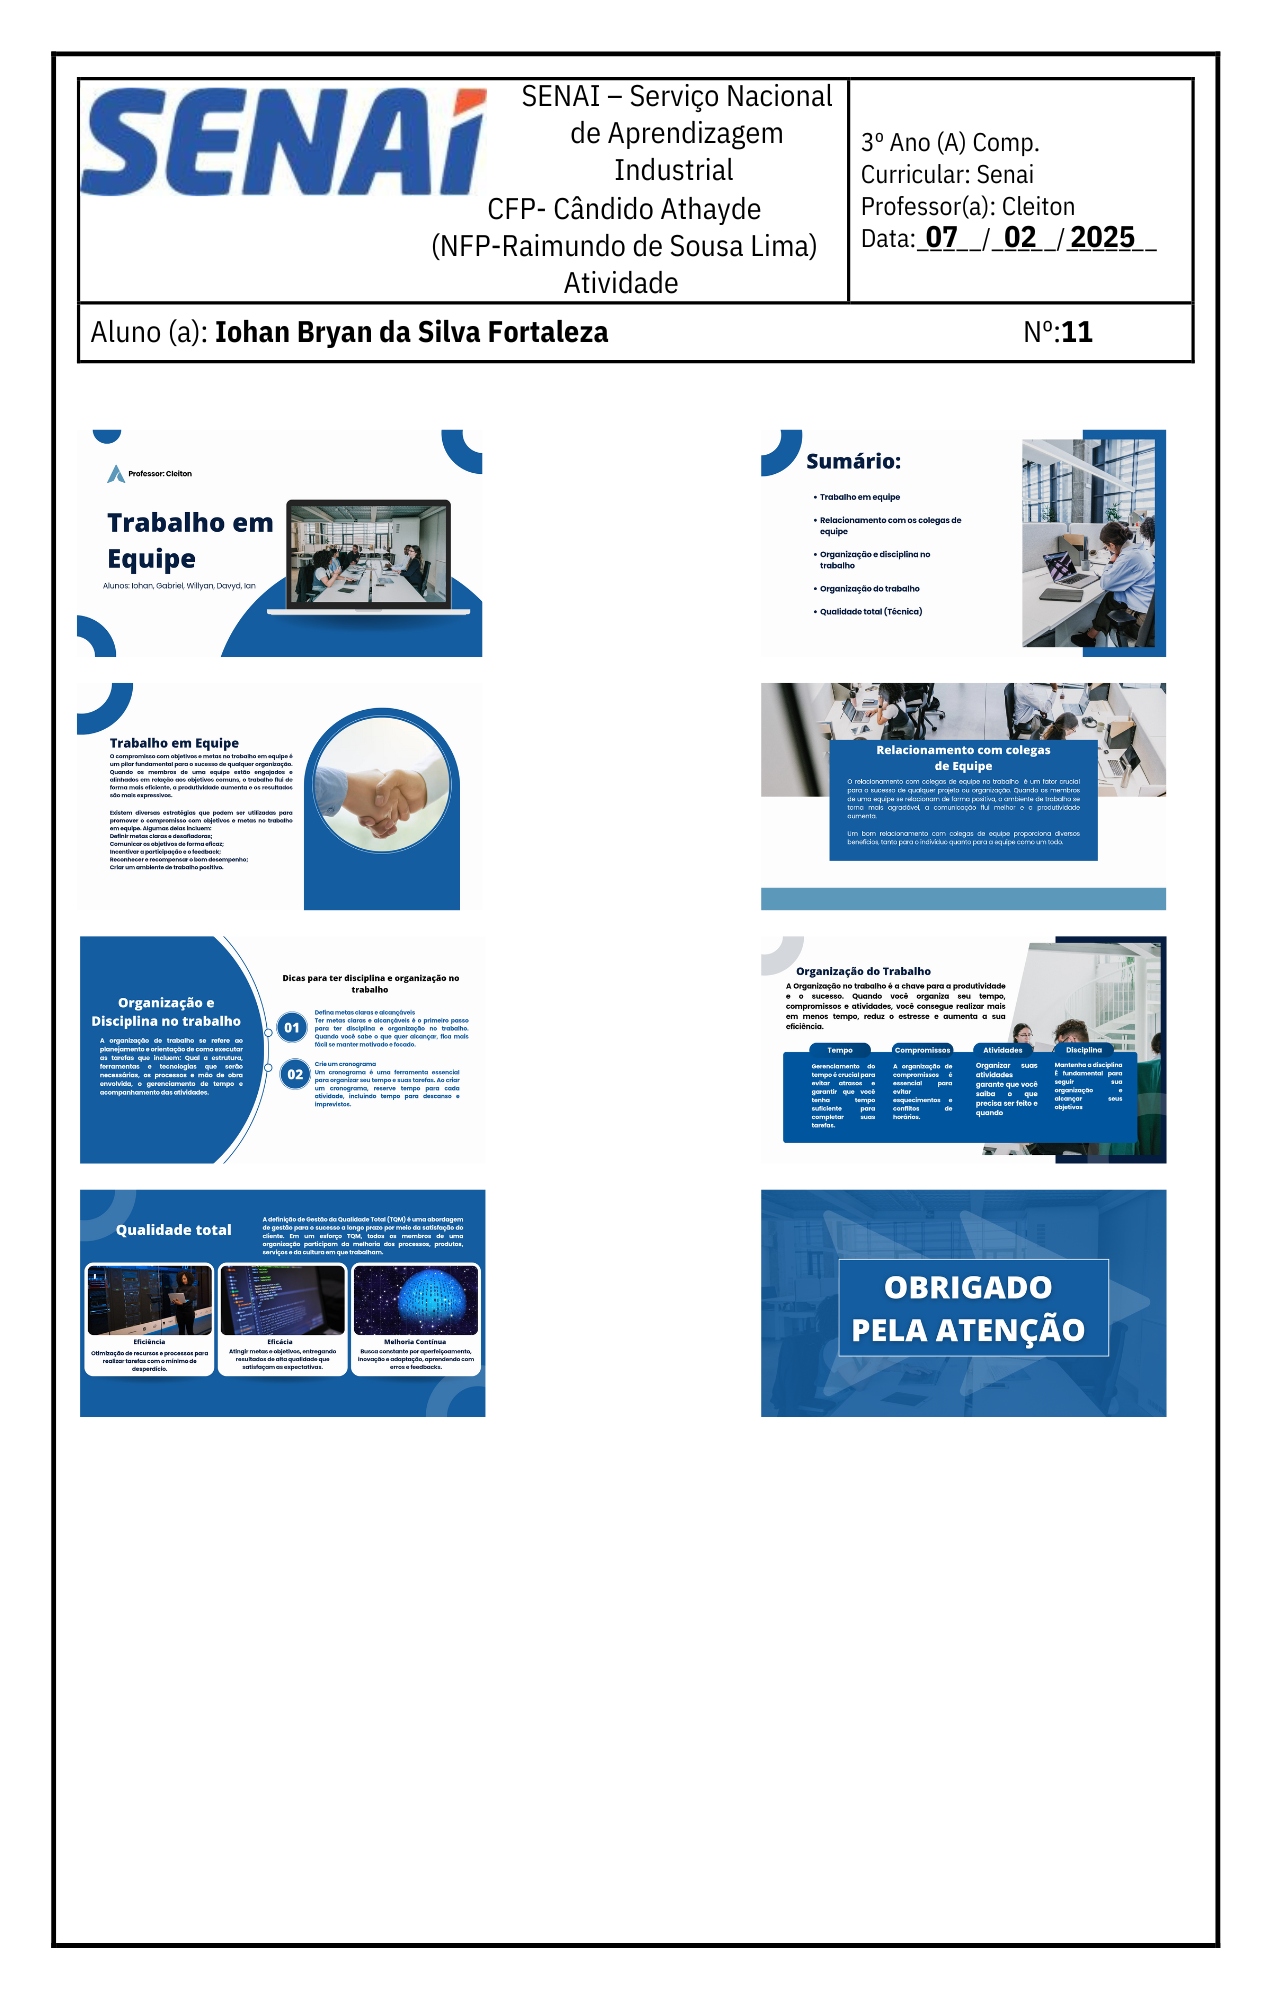 SENAI
SENAI – Serviço Nacional
de Aprendizagem
Industrial
CFP- Cândido Athayde
(NFP-Raimundo de Sousa Lima)
Atividade
3º Ano (A) Comp.
Curricular: Senai
Professor(a): Cleiton
Data:_07__/_02__/_2025__
Aluno (a): Iohan Bryan da Silva Fortaleza Nº:11
Professor: Cleiton
Trabalho em
Equipe
Alunos: Iohan, Gabriel, Willyan, Davyd, Ian
Sumário:
• Trabalho em equipe
• Relacionamento com os colegas de
equipe
• Organização e disciplina no
trabalho
• Organização do trabalho
• Qualidade total (Técnica)
Trabalho em Equipe
O compromisso com objetivos e metas no trabalho em equipe é
um pilar fundamental para o sucesso de qualquer organização.
Quando os membros de uma equipe estão engajados e
alinhados em relação aos objetivos comuns, o trabalho flui de
forma mais eficiente, a produtividade aumenta e os resultados
são mais expressivos.
Existem diversas estratégias que podem ser utilizadas para
promover o compromisso com objetivos e metas no trabalho
em equipe. Algumas delas incluem:
Definir metas claras e desafiadoras;
Comunicar os objetivos de forma eficaz;
Incentivar a participação e o feedback;
Reconhecer e recompensar o bom desempenho;
Criar um ambiente de trabalho positivo.
Relacionamento com colegas
de Equipe
O relacionamento com colegas de equipe no trabalho é um fator crucial
para o sucesso de qualquer projeto ou organização. Quando os membros
de uma equipe se relacionam de forma positiva, o ambiente de trabalho se
torna mais agradável, a comunicação flui melhor e a produtividade
aumenta.
Um bom relacionamento com colegas de equipe proporciona diversos
benefícios, tanto para o indivíduo quanto para a equipe como um todo.
Organização e
Disciplina no trabalho
A organização de trabalho se refere ao
planejamento e orientação de como executar
as tarefas que incluem: Qual a estrutura,
ferramentas e tecnologias que serão
necessários, os processos e mão de obra
envolvida, o gerenciamento de tempo e
acompanhamento das atividades.
Dicas para ter disciplina e organização no
trabalho
01
Defina metas claras e alcançáveis
Ter metas claras e alcançáveis é o primeiro passo
para ter disciplina e organização no trabalho.
Quando você sabe o que quer alcançar, fica mais
fácil se manter motivado e focado.
02
Crie um cronograma
Um cronograma é uma ferramenta essencial
para organizar seu tempo e suas tarefas. Ao criar
um cronograma, reserve tempo para cada
atividade, incluindo tempo para descanso e
imprevistos.
Organização do Trabalho
A Organização no trabalho é a chave para a produtividade
e o sucesso. Quando você organiza seu tempo,
compromissos e atividades, você consegue realizar mais
em menos tempo, reduz o estresse e aumenta a sua
eficiência.
Tempo
Gerenciamento do
tempo é crucial para
evitar atrasos e
garantir que você
tenha tempo
suficiente para
completar suas
tarefas.
Compromissos
A organização de
compromissos é
essencial para
evitar
esquecimentos e
conflitos de
horários.
Atividades
Organizar suas
atividades
garante que você
saiba o que
precisa ser feito e
quando
Disciplina
Mantenha a disciplina
É fundamental para
seguir sua
organização e
alcançar seus
objetivos
Qualidade total
A definição de Gestão da Qualidade Total (TQM) é uma abordagem
de gestão para o sucesso a longo prazo por meio da satisfação do
cliente. Em um esforço TQM, todos os membros de uma
organização participam da melhoria dos processos, produtos,
serviços e da cultura em que trabalham.
Eficiência
Otimização de recursos e processos para
realizar tarefas com o mínimo de
desperdício.
Eficácia
Atingir metas e objetivos, entregando
resultados de alta qualidade que
satisfaçam as expectativas.
Melhoria Contínua
Busca constante por aperfeiçoamento,
inovação e adaptação, aprendendo com
erros e feedbacks.
OBRIGADO
PELA ATENÇÃO